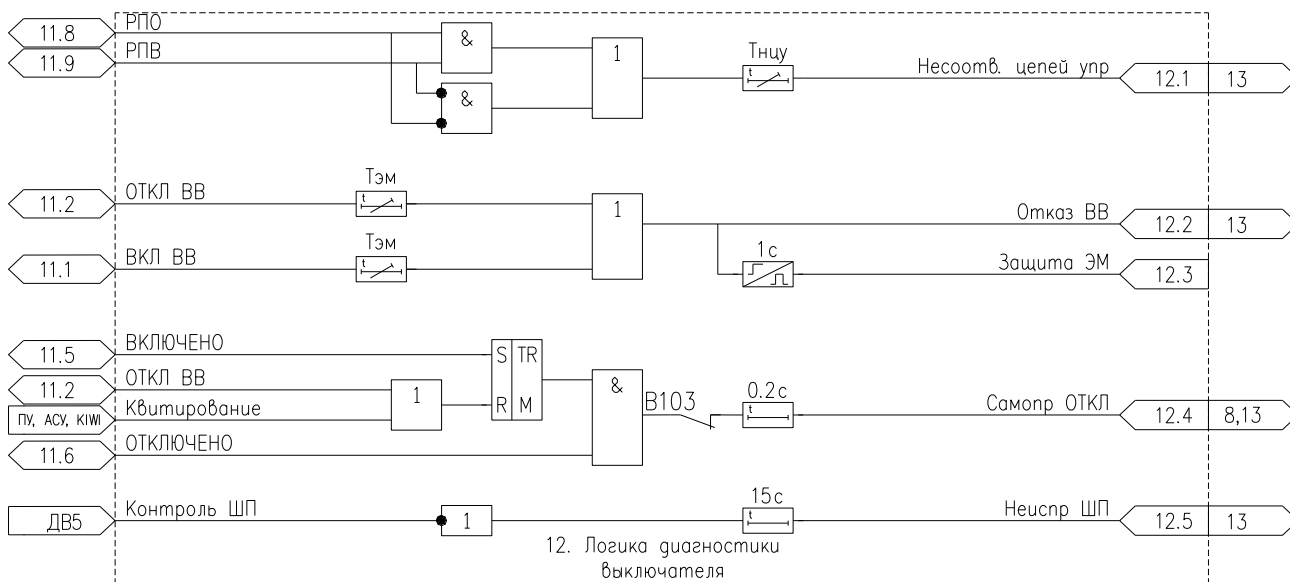 11.8 РПО
11.9 РПВ
&
&
1
Тнцу
Несоотв. цепей упр
12.1 13
11.2 ОТКЛ ВВ
11.1 ВКЛ ВВ
Тэм
Тэм
1
Отказ ВВ
12.2 13
1с
Защита ЭМ
12.3
11.5 ВКЛЮЧЕНО
11.2 ОТКЛ ВВ
ПУ, АСУ, KIWI Квитирование
11.6 ОТКЛЮЧЕНО
1
S TR
R M
&
В103
0.2с
t
Самопр ОТКЛ
12.4 8,13
ДВ5 Контроль ШП
1
15с
t
Неиспр ШП
12.5 13
12. Логика диагностики
выключателя